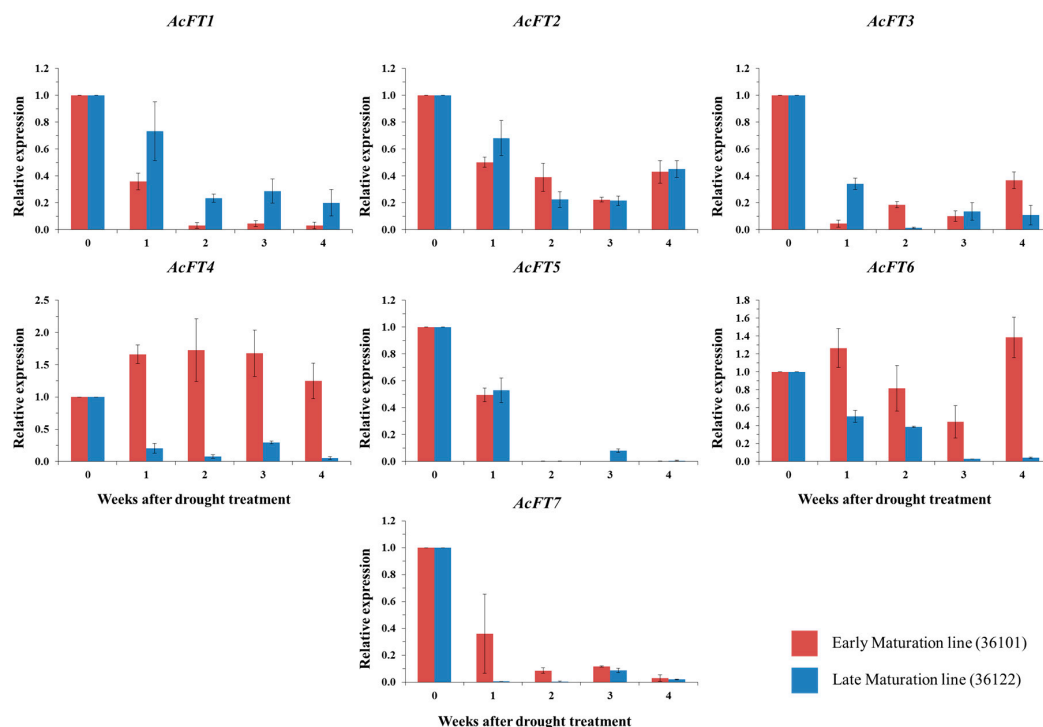 AcFT1
AcFT2
AcFT3
Relative expression
1.2
1.0
0.8
0.6
0.4
0.2
0.0
0 1 2 3 4
Relative expression
1.2
1.0
0.8
0.6
0.4
0.2
0.0
0 1 2 3 4
Relative expression
1.2
1.0
0.8
0.6
0.4
0.2
0.0
0 1 2 3 4
AcFT4
AcFT5
AcFT6
Relative expression
2.5
2.0
1.5
1.0
0.5
0.0
0 1 2 3 4
Weeks after drought treatment
Relative expression
1.2
1.0
0.8
0.6
0.4
0.2
0.0
0 1 2 3 4
Relative expression
1.8
1.6
1.4
1.2
1.0
0.8
0.6
0.4
0.2
0.0
0 1 2 3 4
Weeks after drought treatment
AcFT7
Relative expression
1.2
1.0
0.8
0.6
0.4
0.2
0.0
0 1 2 3 4
Weeks after drought treatment
Early Maturation line (36101)
Late Maturation line (36122)